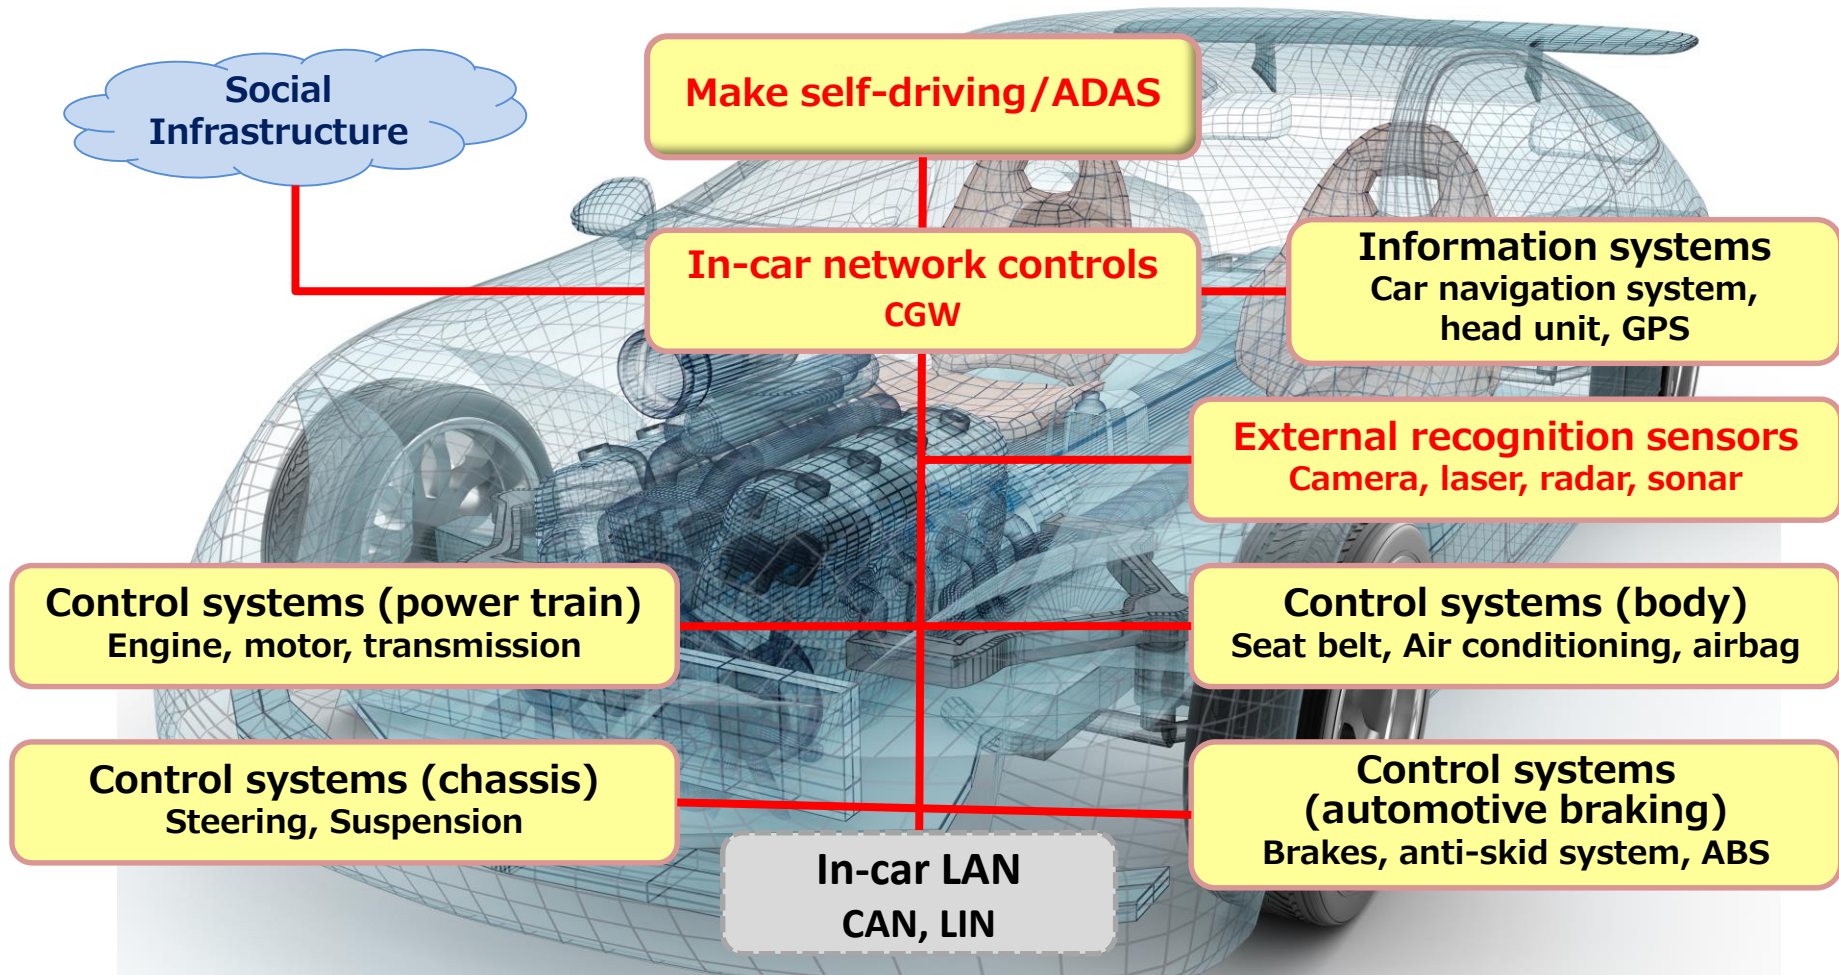 Social
Infrastructure
Make self-driving/ADAS
In-car network controls
CGW
Information systems
Car navigation system,
head unit, GPS
External recognition sensors
Camera, laser, radar, sonar
Control systems (power train)
Engine, motor, transmission
Control systems (body)
Seat belt, Air conditioning, airbag
Control systems (chassis)
Steering, Suspension
Control systems
(automotive braking)
Brakes, anti-skid system, ABS
In-car LAN
CAN, LIN